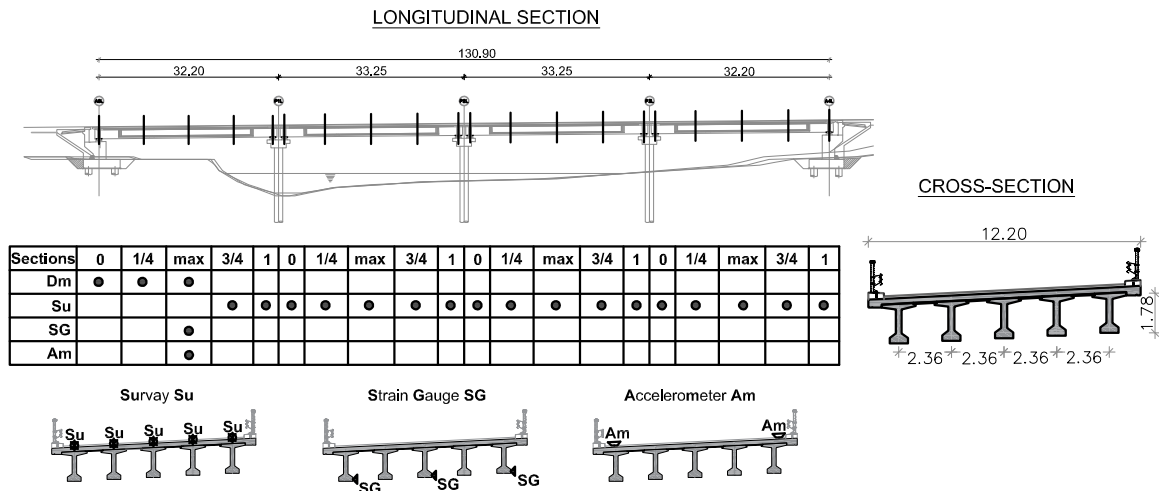 LONGITUDINAL SECTION
130.90
32.20 33.25 33.25 32.20
CROSS-SECTION
12.20
1.78
2.36 2.36 2.36 2.36
Sections 0 1/4 max 3/4 1 0 1/4 max 3/4 1 0 1/4 max 3/4 1 0 1/4 max 3/4 1
Dm
Su
SG
Am
Survay Su
Su Su Su Su Su
Strain Gauge SG
SG SG SG
Accelerometer Am
Am Am